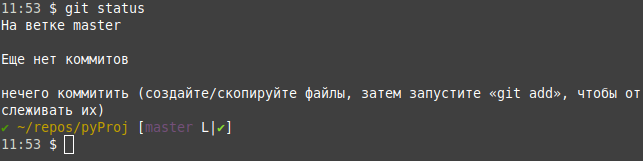 11:53 $ git status
На ветке master
Еще нет коммитов
нечего коммитить (создайте/скопируйте файлы, затем запустите «git add», чтобы от
слеживать их)
✔ ~/repos/pyProj [master L|✔]
11:53 $